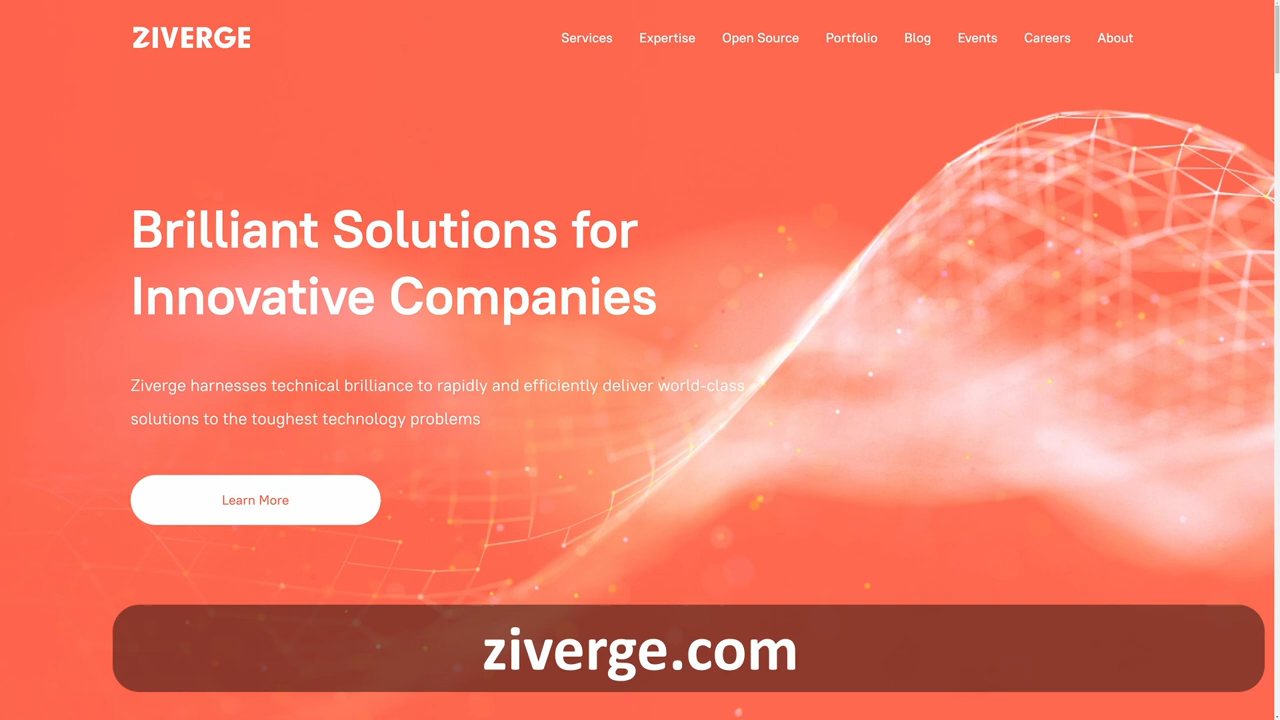 ZIVERGE
Services Expertise Open Source Portfolio Blog Events Careers About
Brilliant Solutions for
Innovative Companies
Ziverge harnesses technical brilliance to rapidly and efficiently deliver world-class
solutions to the toughest technology problems
Learn More
ziverge.com